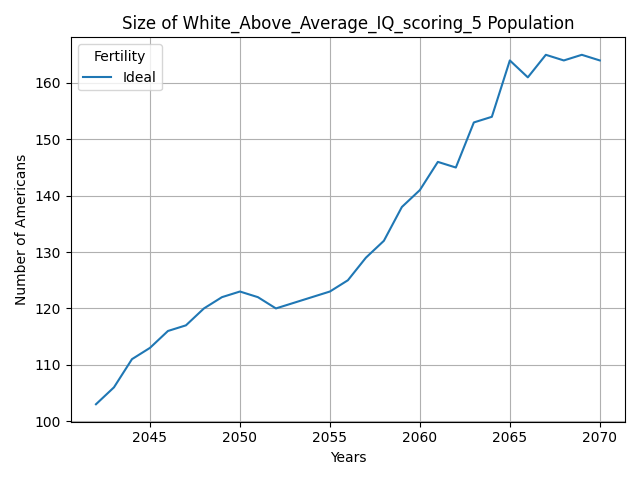 Size of White_Above_Average_IQ_scoring_5 Population
Fertility
Ideal
Number of Americans
160
150
140
130
120
110
100
2045 2050 2055 2060 2065 2070
Years